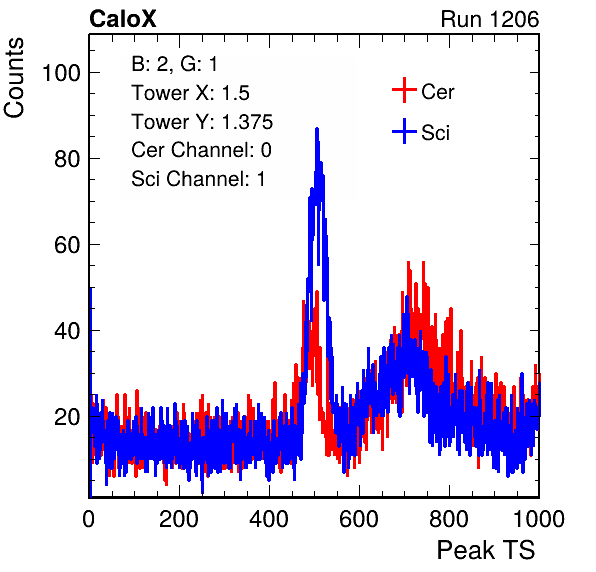 CaloX
Run 1206
Counts
B: 2, G: 1
Tower X: 1.5
Tower Y: 1.375
Cer Channel: 0
Sci Channel: 1
Cer
Sci
100
80
60
40
20
0 200 400 600 800 1000
Peak TS